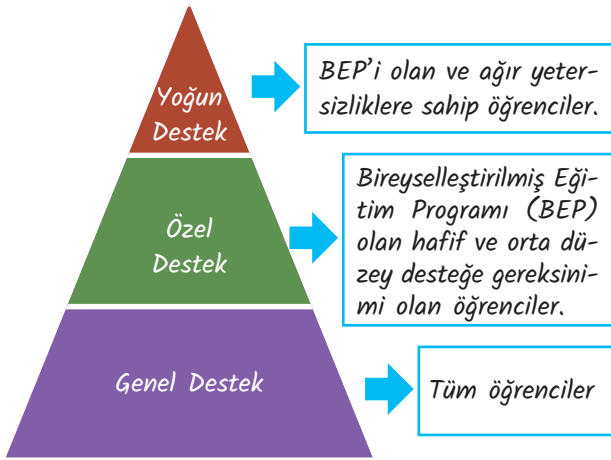 Yoğun
Destek
BEP'i olan ve ağır yeter-
sizliklere sahip öğrenciler.
Özel
Destek
Bireyselleştirilmiş Eği-
tim Programı (BEP)
olan hafif ve orta dü-
zey desteğe gereksini-
mi olan öğrenciler.
Genel Destek
Tüm öğrenciler